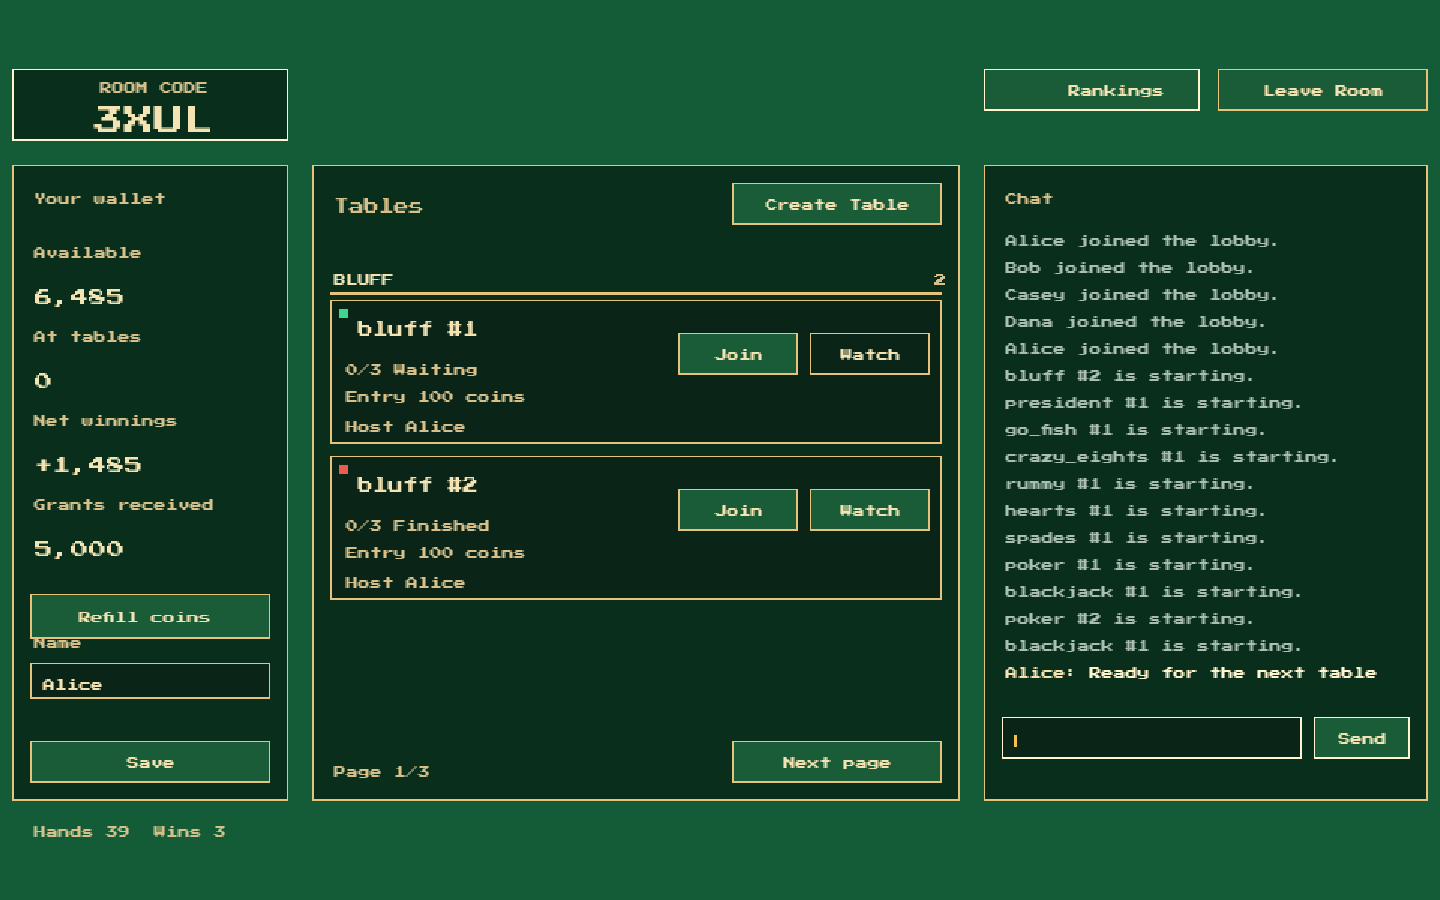 ROOM CODE
3XUL
Rankings
Leave Room
Your wallet
Available
6,485
At tables
0
Net winnings
+1,485
Grants received
5,000
Refill coins
Name
Alice
Save
Hands 39  Wins 3
Tables
Create Table
BLUFF 2
bluff #1
Join
Watch
0/3 Waiting
Entry 100 coins
Host Alice
bluff #2
Join
Watch
0/3 Finished
Entry 100 coins
Host Alice
Page 1/3
Next page
Chat
Alice joined the lobby.
Bob joined the lobby.
Casey joined the lobby.
Dana joined the lobby.
Alice joined the lobby.
bluff #2 is starting.
president #1 is starting.
go_fish #1 is starting.
crazy_eights #1 is starting.
rummy #1 is starting.
hearts #1 is starting.
spades #1 is starting.
poker #1 is starting.
blackjack #1 is starting.
poker #2 is starting.
blackjack #1 is starting.
Alice: Ready for the next table
Send